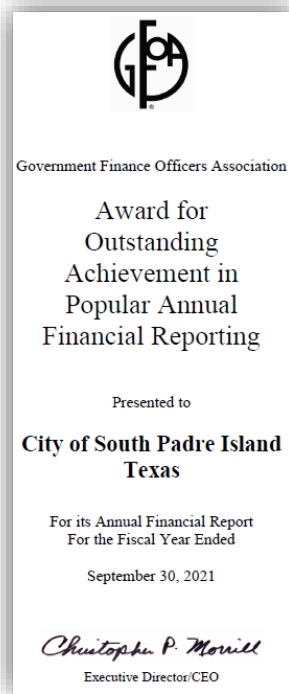 GFOA
®
Government Finance Officers Association
Award for
Outstanding
Achievement in
Popular Annual
Financial Reporting
Presented to
City of South Padre Island
Texas
For its Annual Financial Report
For the Fiscal Year Ended
September 30, 2021
Christopher P. Morrill
Executive Director/CEO